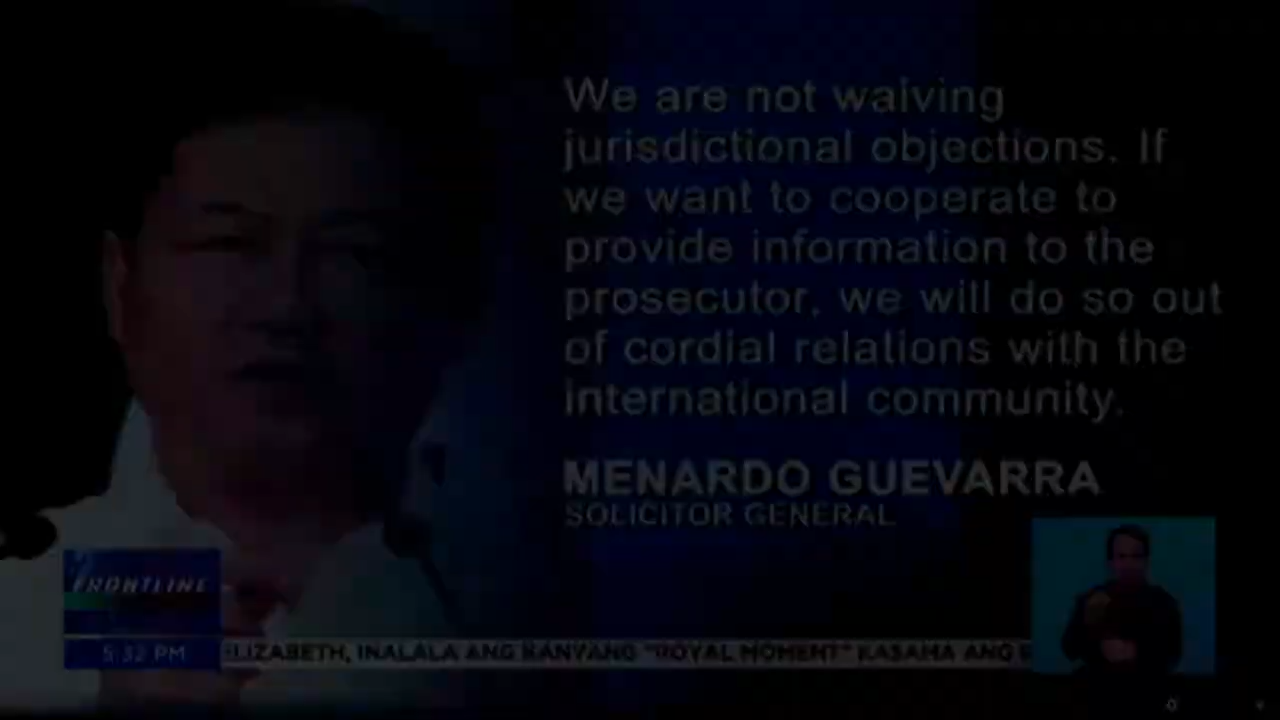 We are not waiving
jurisdictional objections. If
we want to cooperate to
provide information to the
prosecutor, we will do so out
of cordial relations with the
international community.
MENARDO GUEVARRA
SOLICITOR GENERAL
FRONTLINE
5:32 PM
ELIZABETH, INALALA ANG KANYANG "ROYAL MOMENT" KASAMA ANG